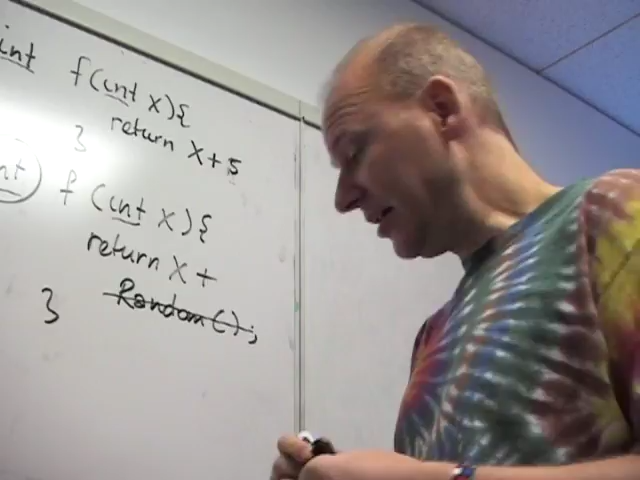 int f(int x){
return x+5
}
int) f (int x){
return x+
Random();
}